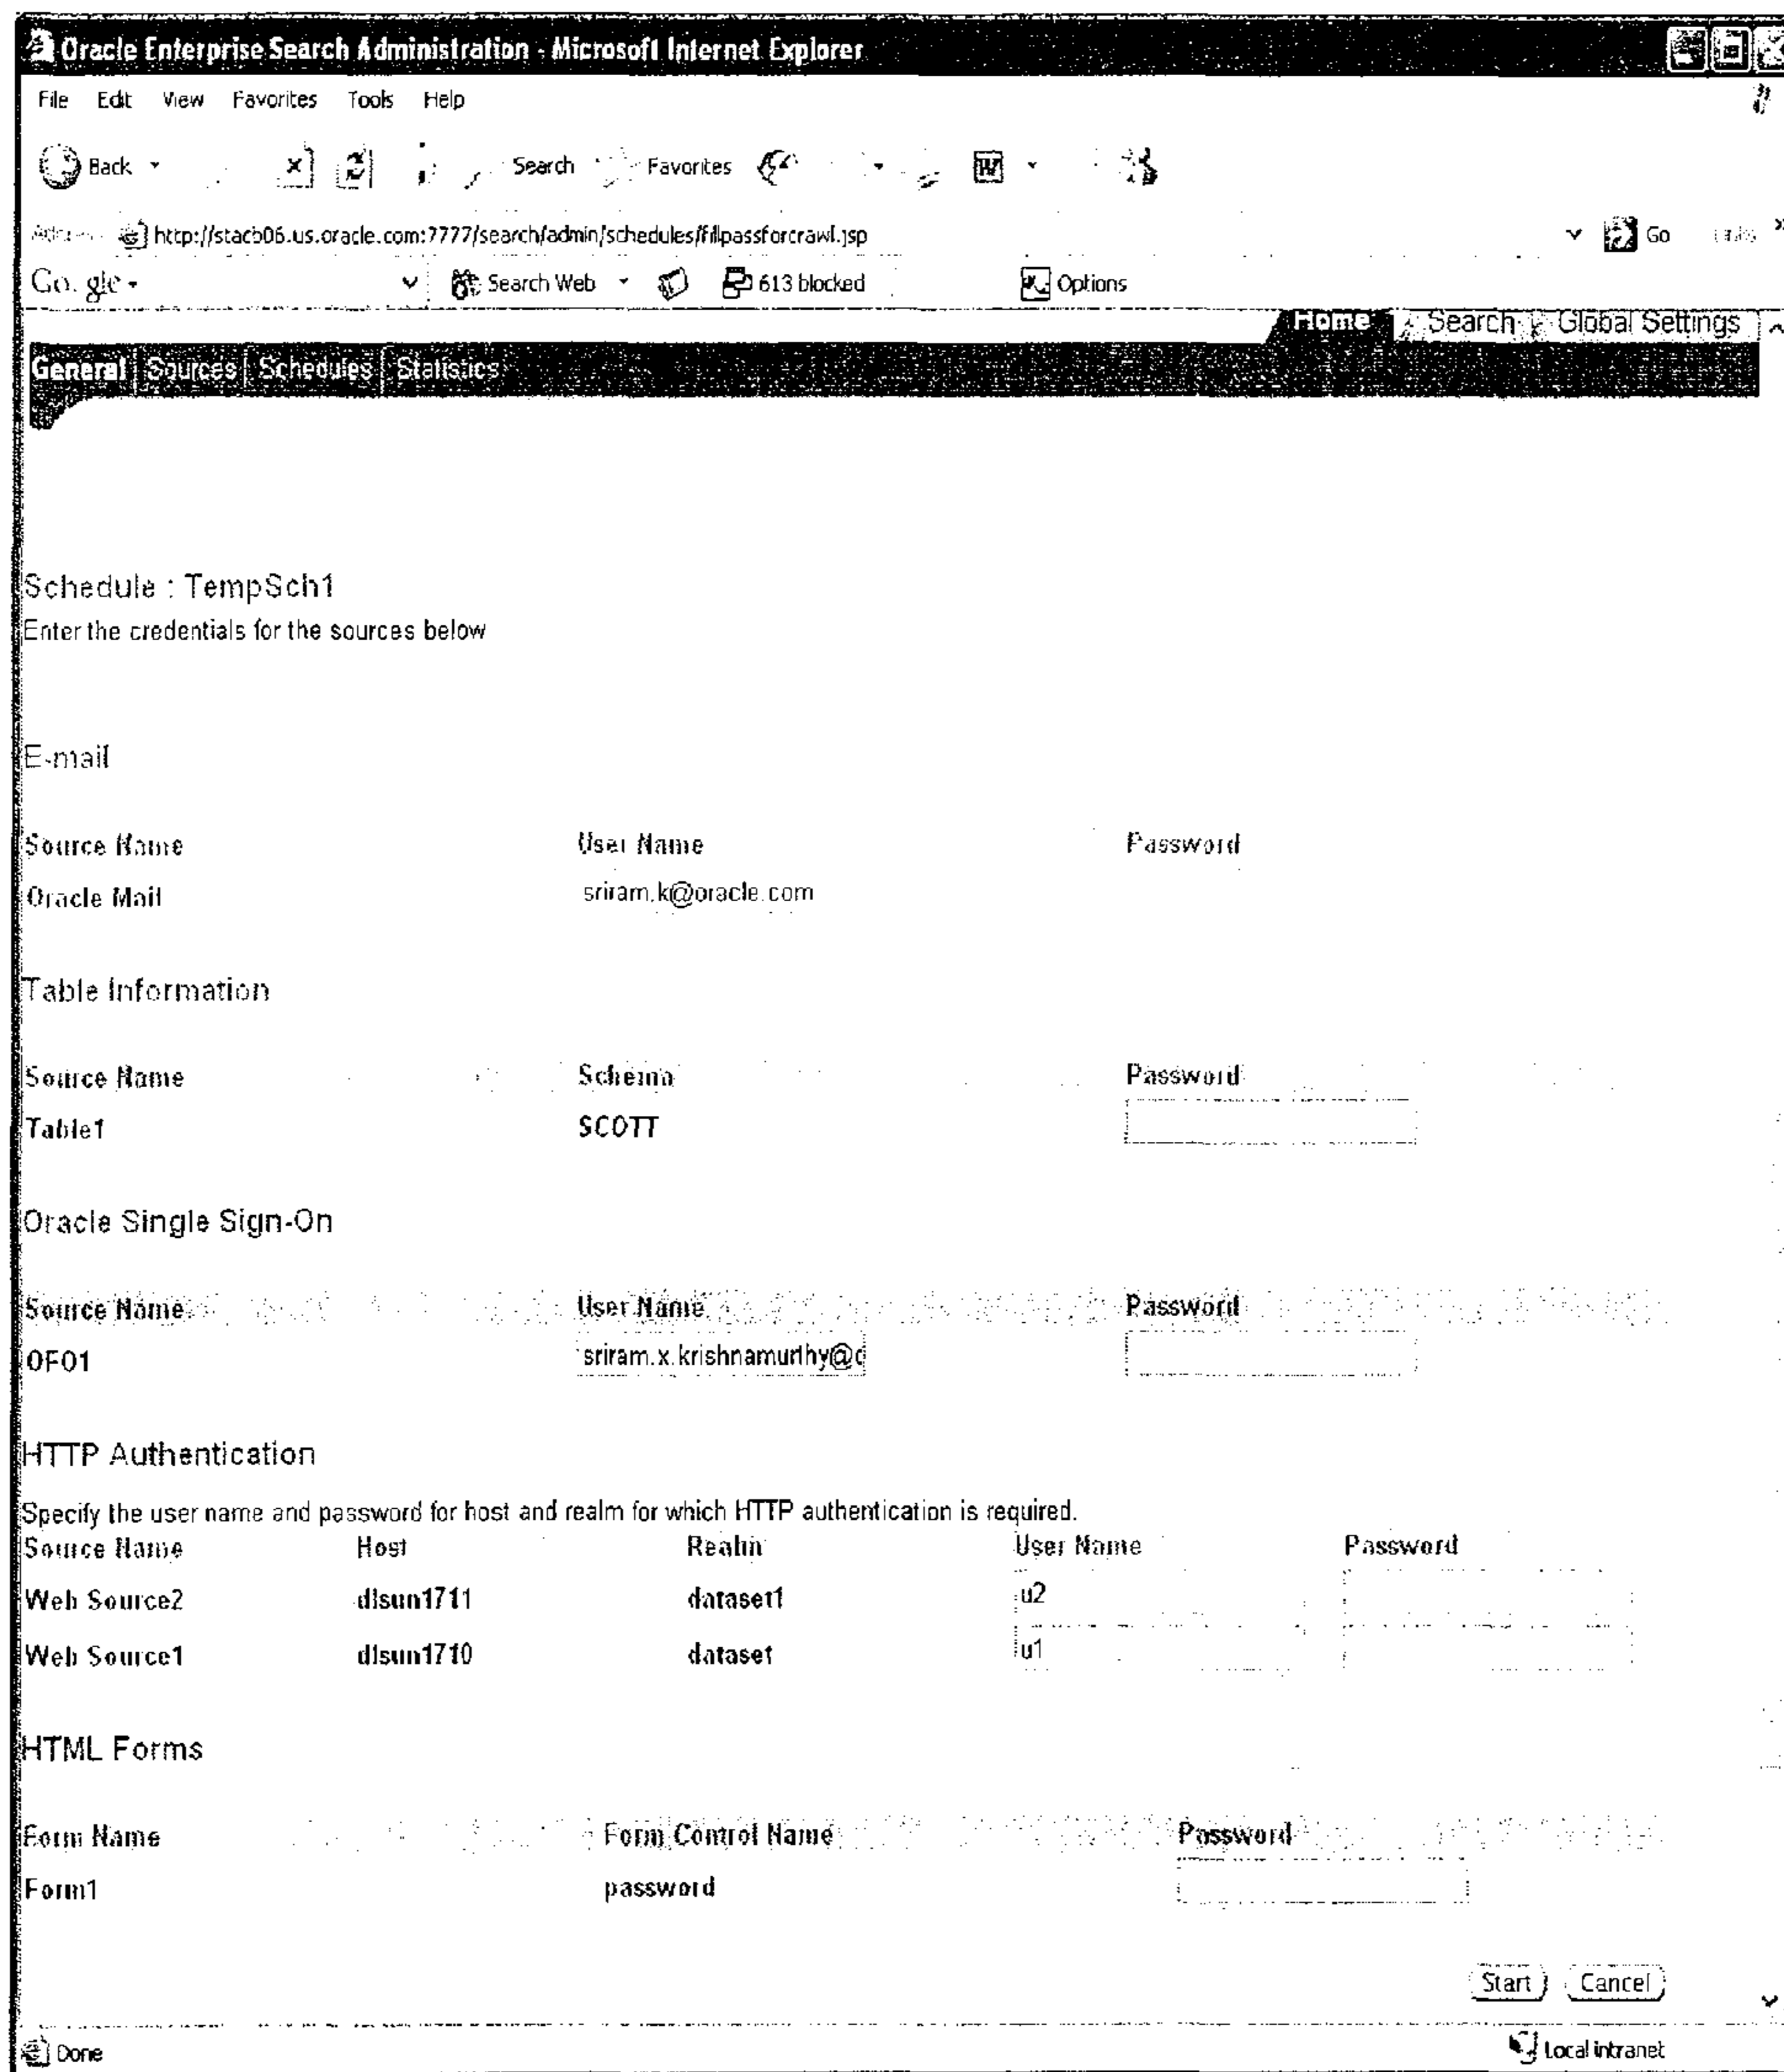 Oracle Enterprise Search Administration - Microsoft Internet Explorer
File Edit View Favorites Tools Help
Back Search Favorites
http://stacb06.us.oracle.com:7777/search/admin/schedules/fillpassforcrawl.jsp Go
Search Web 613 blocked Options
Home Search Global Settings
General Sources Schedules Statistics
Schedule : TempSch1
Enter the credentials for the sources below
E-mail
Source Name User Name Password
Oracle Mail sriram.k@oracle.com
Table Information
Source Name Schema Password
Table1 SCOTT
Oracle Single Sign-On
Source Name User Name Password
OFO1 sriram.x.krishnamurthy@
HTTP Authentication
Specify the user name and password for host and realm for which HTTP authentication is required.
Source Name Host Realm User Name Password
Web Source2 dlsun1711 dataset1 u2
Web Source1 dlsun1710 dataset u1
HTML Forms
Form Name Form Control Name Password
Form1 password
Start Cancel
Done Local intranet